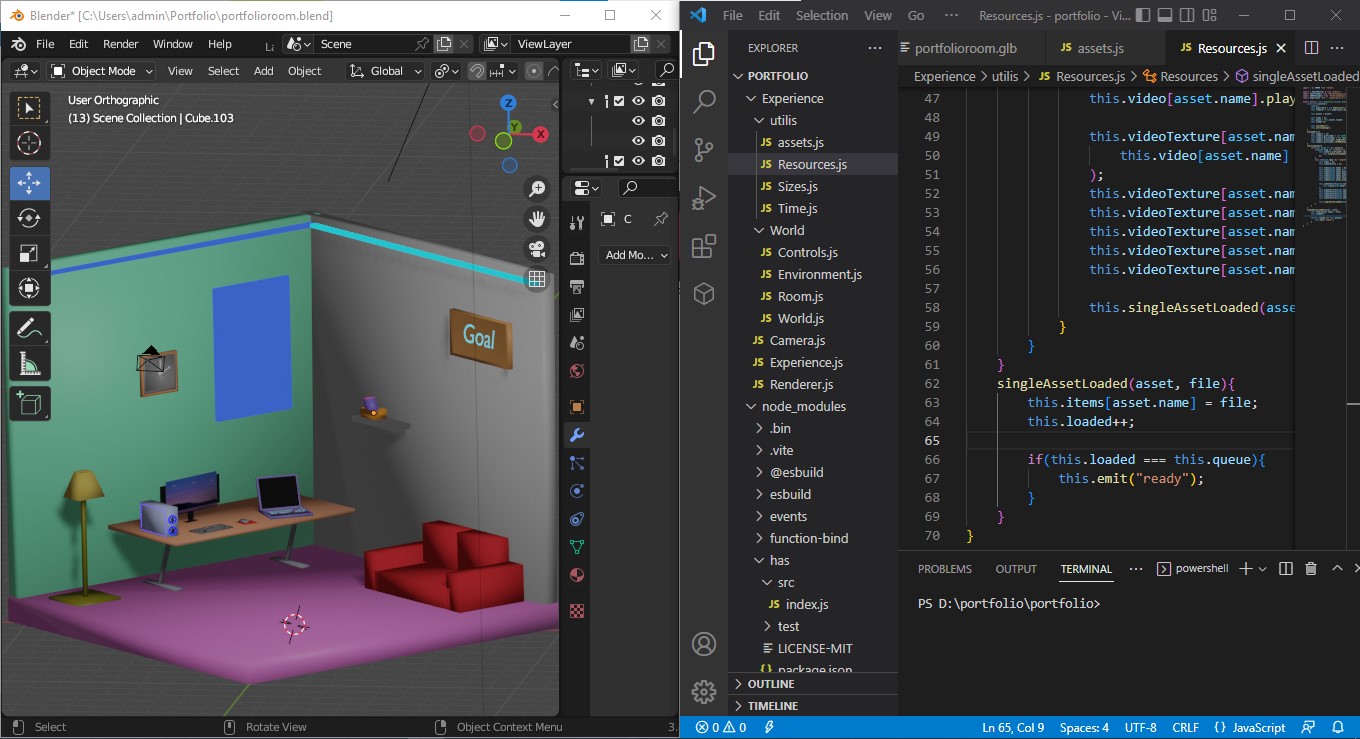 Blender* [C:\Users\admin\Portfolio\portfolioroom.blend]
File Edit Render Window Help Scene ViewLayer
Object Mode View Select Add Object Global
User Orthographic
(13) Scene Collection | Cube.103
Z
Y
X
C
Add Mo...
Goal
Select Rotate View Object Context Menu 3.
File Edit Selection View Go ··· Resources.js - portfolio - Vi...
EXPLORER ···
portfolioroom.glb JS assets.js JS Resources.js ···
PORTFOLIO
Experience > utilis > JS Resources.js > Resources > singleAssetLoaded
Experience
utilis
JS assets.js
JS Resources.js
JS Sizes.js
JS Time.js
World
JS Controls.js
JS Environment.js
JS Room.js
JS World.js
JS Camera.js
JS Experience.js
JS Renderer.js
node_modules
.bin
.vite
@esbuild
esbuild
events
function-bind
has
src
JS index.js
test
LICENSE-MIT
{} package.json
OUTLINE
TIMELINE
47 this.video[asset.name].play
48
49 this.videoTexture[asset.nam
50 this.video[asset.name]
51 );
52 this.videoTexture[asset.nam
53 this.videoTexture[asset.nam
54 this.videoTexture[asset.nam
55 this.videoTexture[asset.nam
56 this.videoTexture[asset.nam
57
58 this.singleAssetLoaded(asse
59 }
60 }
61 }
62 singleAssetLoaded(asset, file){
63 this.items[asset.name] = file;
64 this.loaded++;
65
66 if(this.loaded === this.queue){
67 this.emit("ready");
68 }
69 }
70 }
PROBLEMS OUTPUT TERMINAL ··· powershell
PS D:\portfolio\portfolio>
0 0 Ln 65, Col 9 Spaces: 4 UTF-8 CRLF {} JavaScript